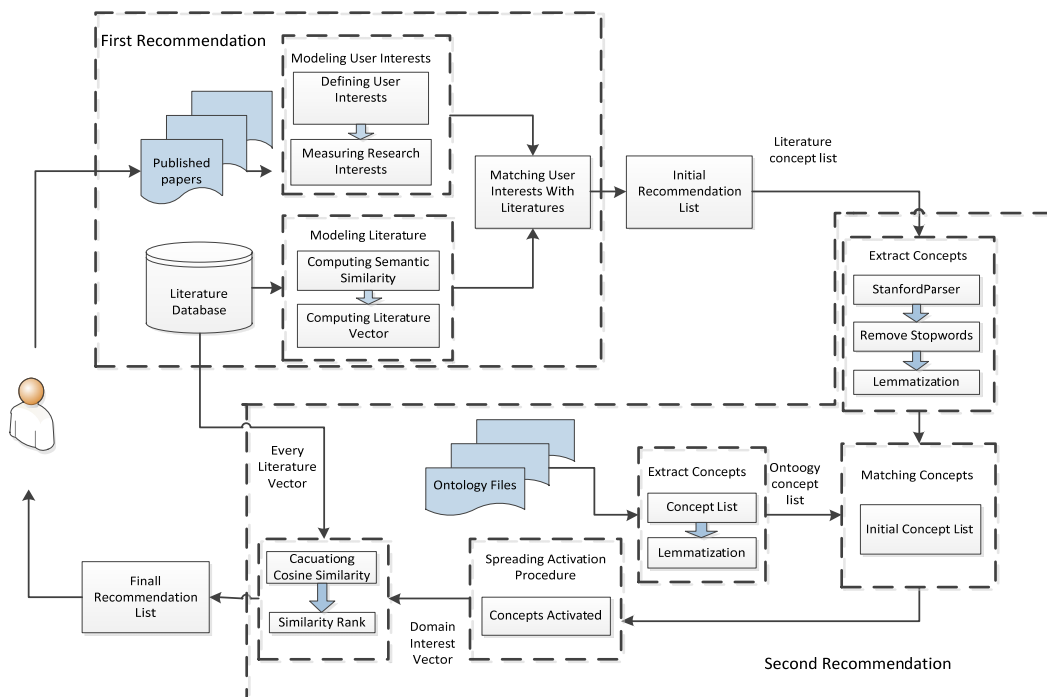 First Recommendation
Modeling User Interests
Defining User
Interests
Measuring Research
Interests
Published
papers
Matching User
Interests With
Literatures
Initial
Recommendation
List
Literature
concept list
Modeling Literature
Computing Semantic
Similarity
Computing Literature
Vector
Literature
Database
Extract Concepts
StanfordParser
Remove Stopwords
Lemmatization
Every
Literature
Vector
Ontology Files
Extract Concepts
Concept List
Lemmatization
Ontoogy
concept
list
Matching Concepts
Initial Concept List
Cacuationg
Cosine Similarity
Similarity Rank
Spreading Activation
Procedure
Concepts Activated
Domain
Interest
Vector
Finall
Recommendation
List
Second Recommendation